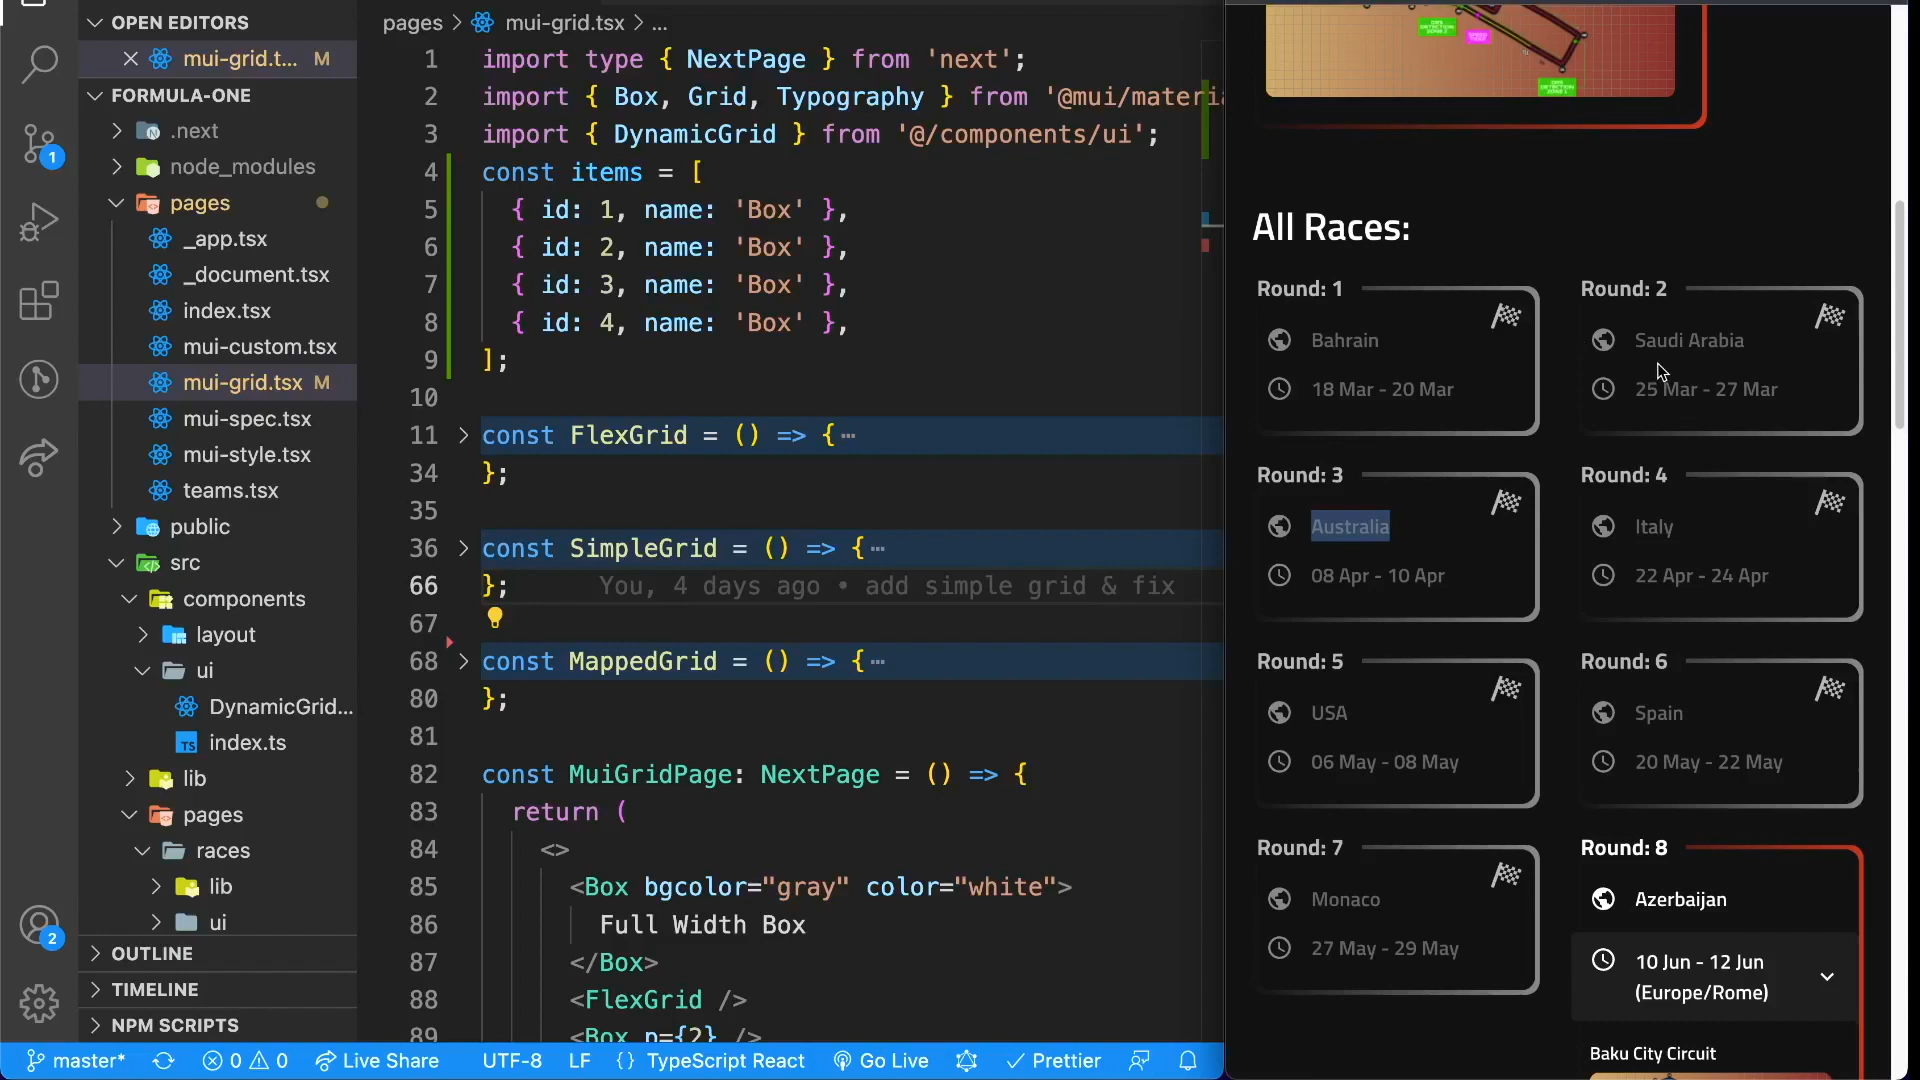 OPEN EDITORS
mui-grid.t... M
FORMULA-ONE
.next
node_modules
pages
_app.tsx
_document.tsx
index.tsx
mui-custom.tsx
mui-grid.tsx M
mui-spec.tsx
mui-style.tsx
teams.tsx
public
src
components
layout
ui
DynamicGrid...
TS index.ts
lib
pages
races
lib
ui
OUTLINE
TIMELINE
NPM SCRIPTS
1
2
pages > mui-grid.tsx > ...
1 import type { NextPage } from 'next';
2 import { Box, Grid, Typography } from '@mui/materi
3 import { DynamicGrid } from '@/components/ui';
4 const items = [
5 { id: 1, name: 'Box' },
6 { id: 2, name: 'Box' },
7 { id: 3, name: 'Box' },
8 { id: 4, name: 'Box' },
9 ];
10
11 const FlexGrid = () => {⋯
34 };
35
36 const SimpleGrid = () => {⋯
66 }; You, 4 days ago • add simple grid & fix
67
68 const MappedGrid = () => {⋯
80 };
81
82 const MuiGridPage: NextPage = () => {
83 return (
84 <>
85 <Box bgcolor="gray" color="white">
86 Full Width Box
87 </Box>
88 <FlexGrid />
89 <Box p={2} />
master* 0 0 Live Share UTF-8 LF {} TypeScript React Go Live Prettier
DETECTION
ZONE 1
All Races:
Round: 1
Bahrain
18 Mar - 20 Mar
Round: 2
Saudi Arabia
25 Mar - 27 Mar
Round: 3
Australia
08 Apr - 10 Apr
Round: 4
Italy
22 Apr - 24 Apr
Round: 5
USA
06 May - 08 May
Round: 6
Spain
20 May - 22 May
Round: 7
Monaco
27 May - 29 May
Round: 8
Azerbaijan
10 Jun - 12 Jun
(Europe/Rome)
Baku City Circuit